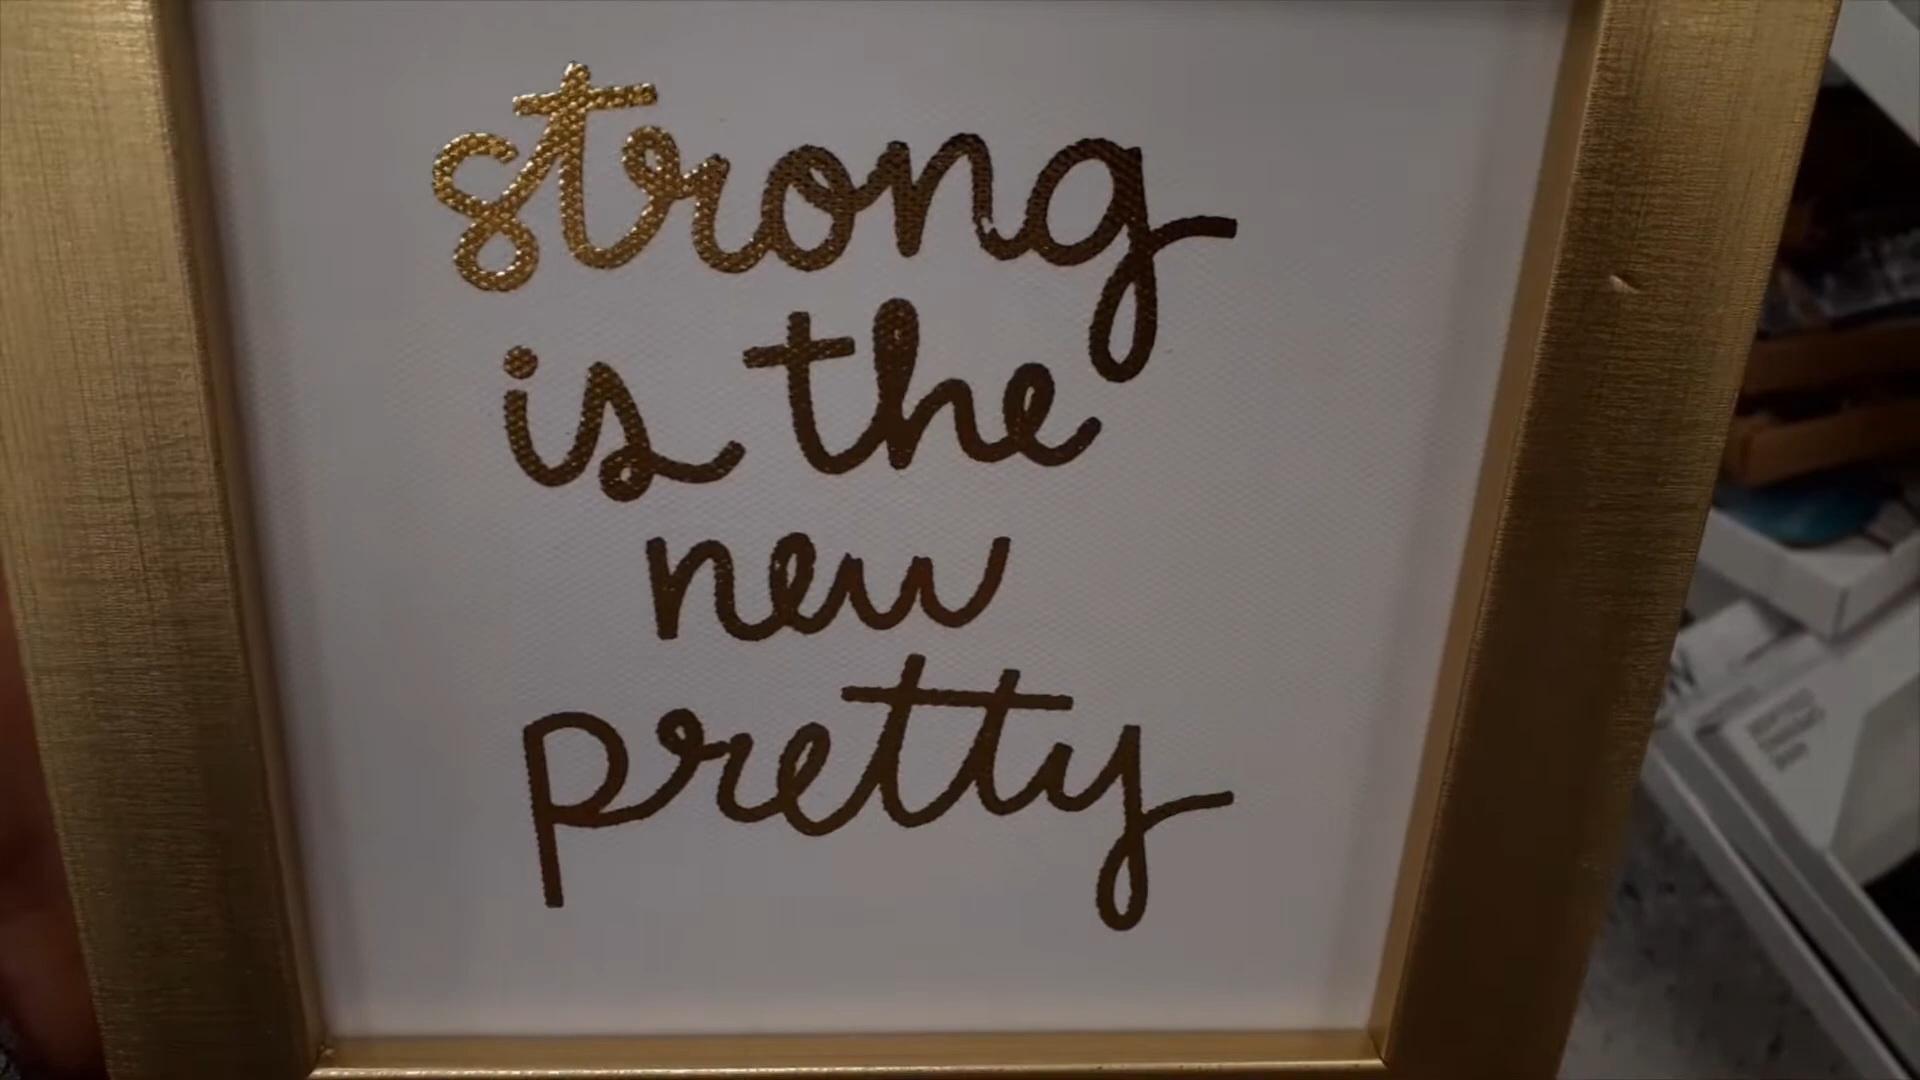 strong
is the
new
pretty